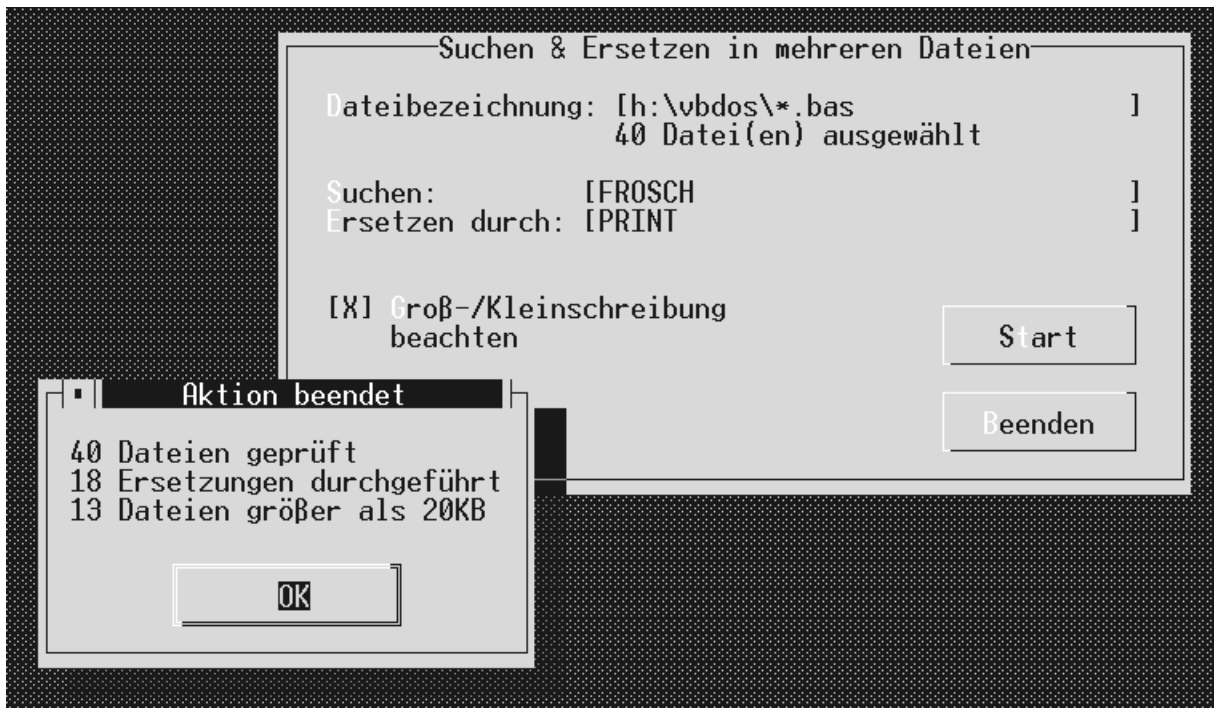 Suchen & Ersetzen in mehreren Dateien
Dateibezeichnung: [h:\vbdos\*.bas ]
40 Datei(en) ausgewählt
Suchen: [FROSCH ]
Ersetzen durch: [PRINT ]
[X] Groß-/Kleinschreibung
beachten
Start
Beenden
Aktion beendet
40 Dateien geprüft
18 Ersetzungen durchgeführt
13 Dateien größer als 20KB
OK